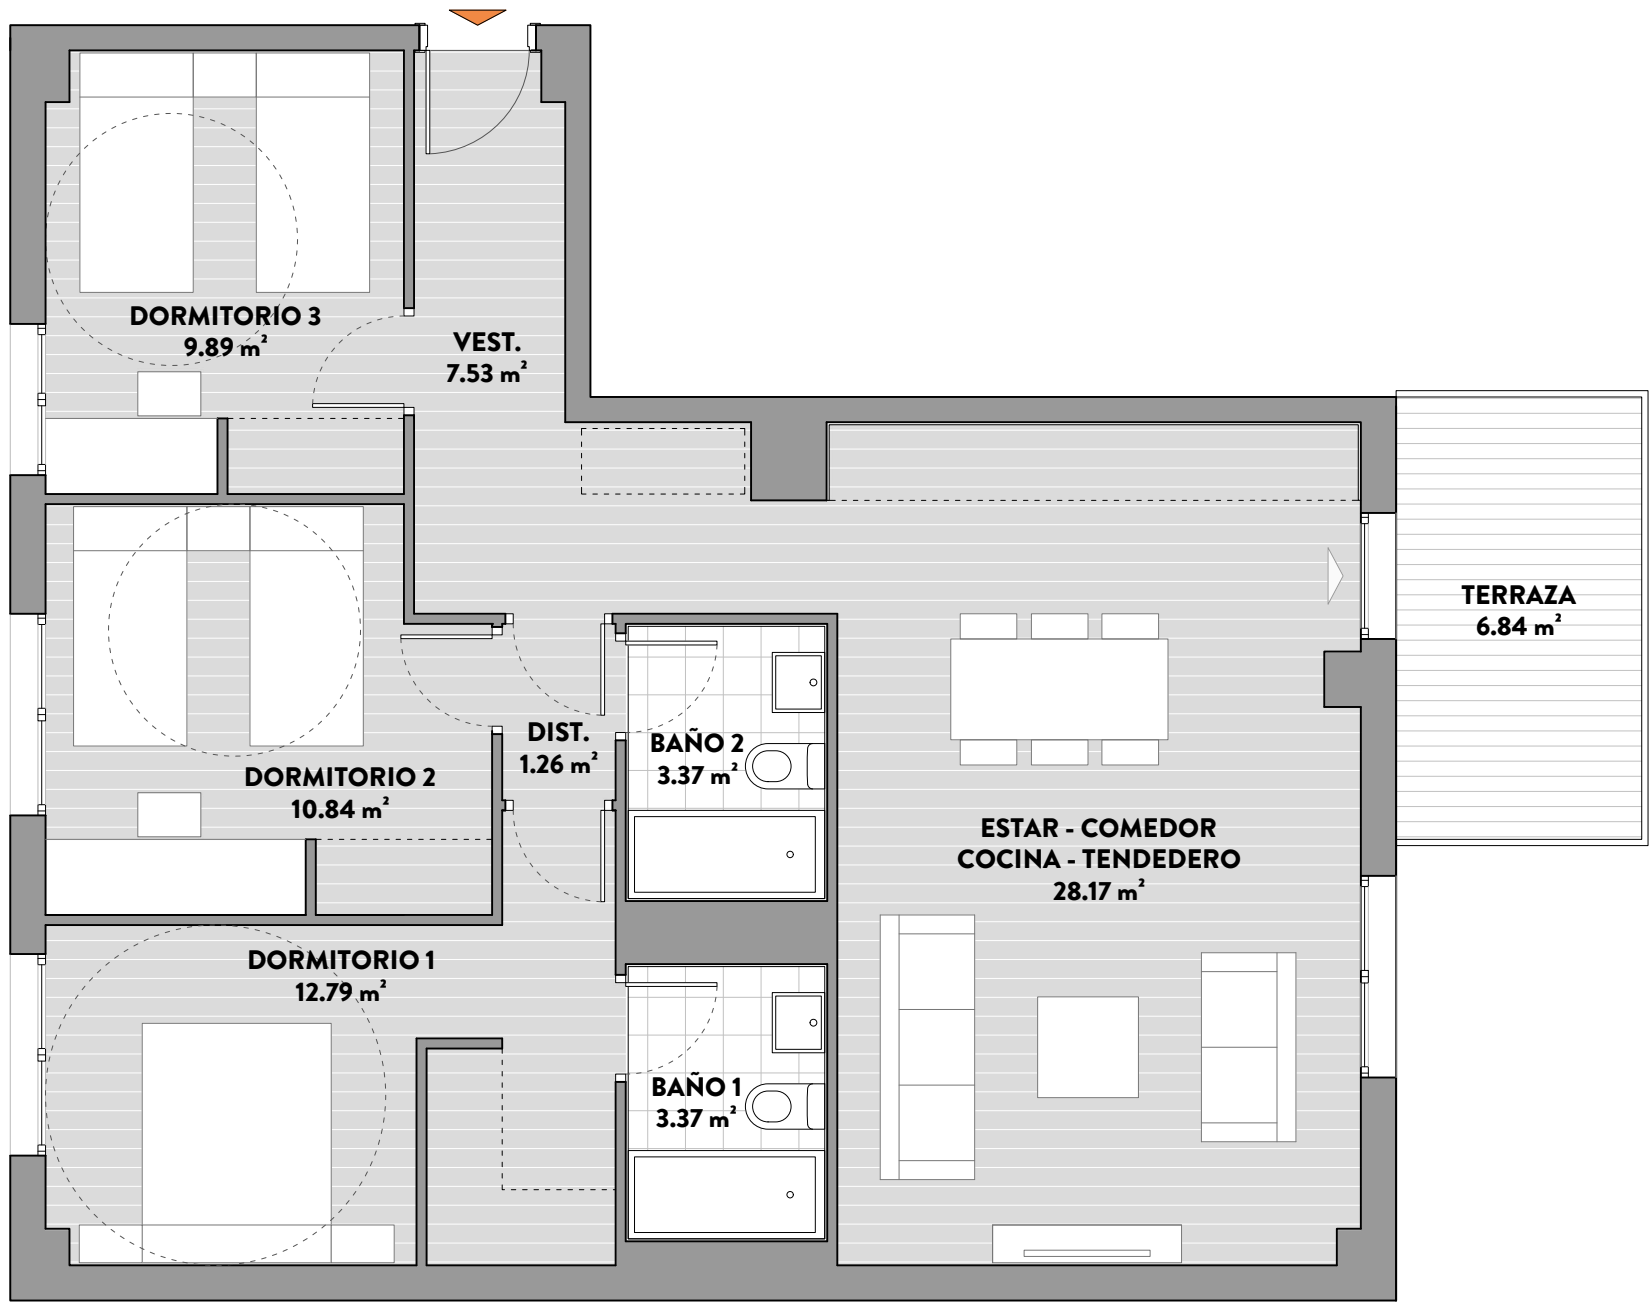 DORMITORIO 3
9.89 m²
VEST.
7.53 m²
TERRAZA
6.84 m²
DIST.
1.26 m²
BAÑO 2
3.37 m²
DORMITORIO 2
10.84 m²
ESTAR - COMEDOR
COCINA - TENDEDERO
28.17 m²
DORMITORIO 1
12.79 m²
BAÑO 1
3.37 m²